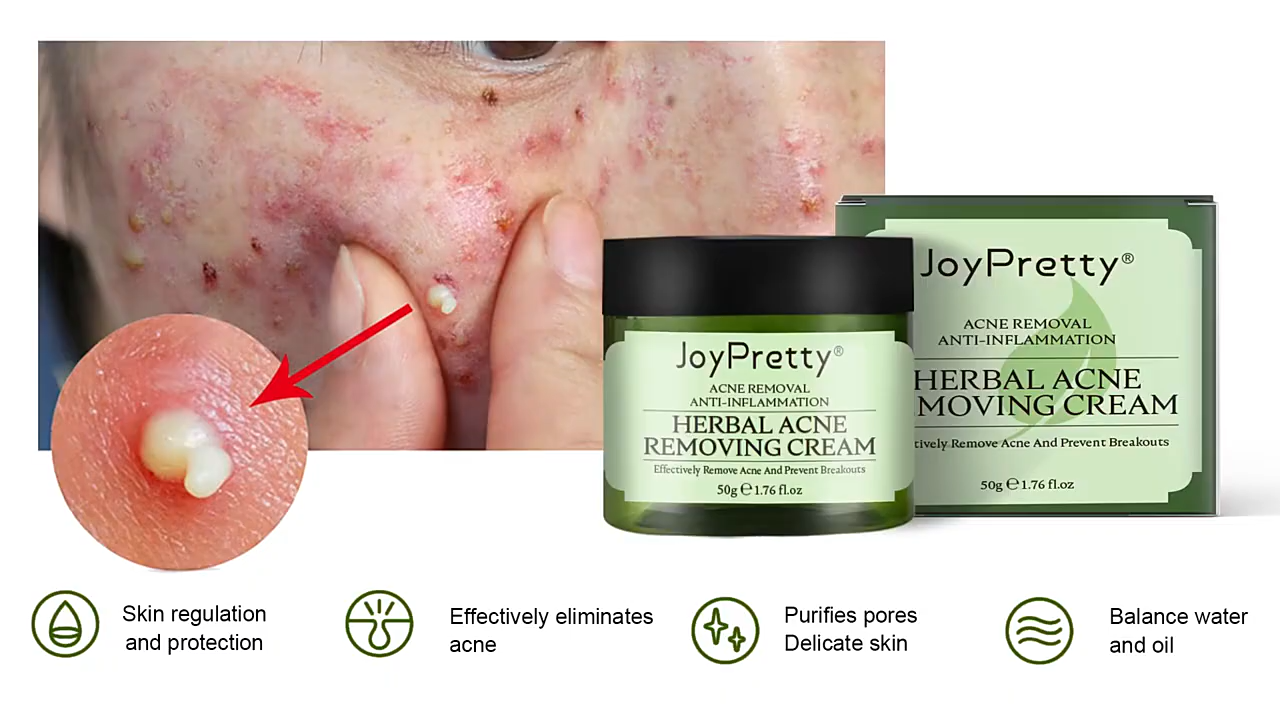 JoyPretty®
ACNE REMOVAL
ANTI-INFLAMMATION
HERBAL ACNE
REMOVING CREAM
Effectively Remove Acne And Prevent Breakouts
50g ℮ 1.76 fl.oz
JoyPretty®
ACNE REMOVAL
ANTI-INFLAMMATION
HERBAL ACNE
MOVING CREAM
tively Remove Acne And Prevent Breakouts
50g ℮ 1.76 fl.oz
Skin regulation
and protection
Effectively eliminates
acne
Purifies pores
Delicate skin
Balance water
and oil